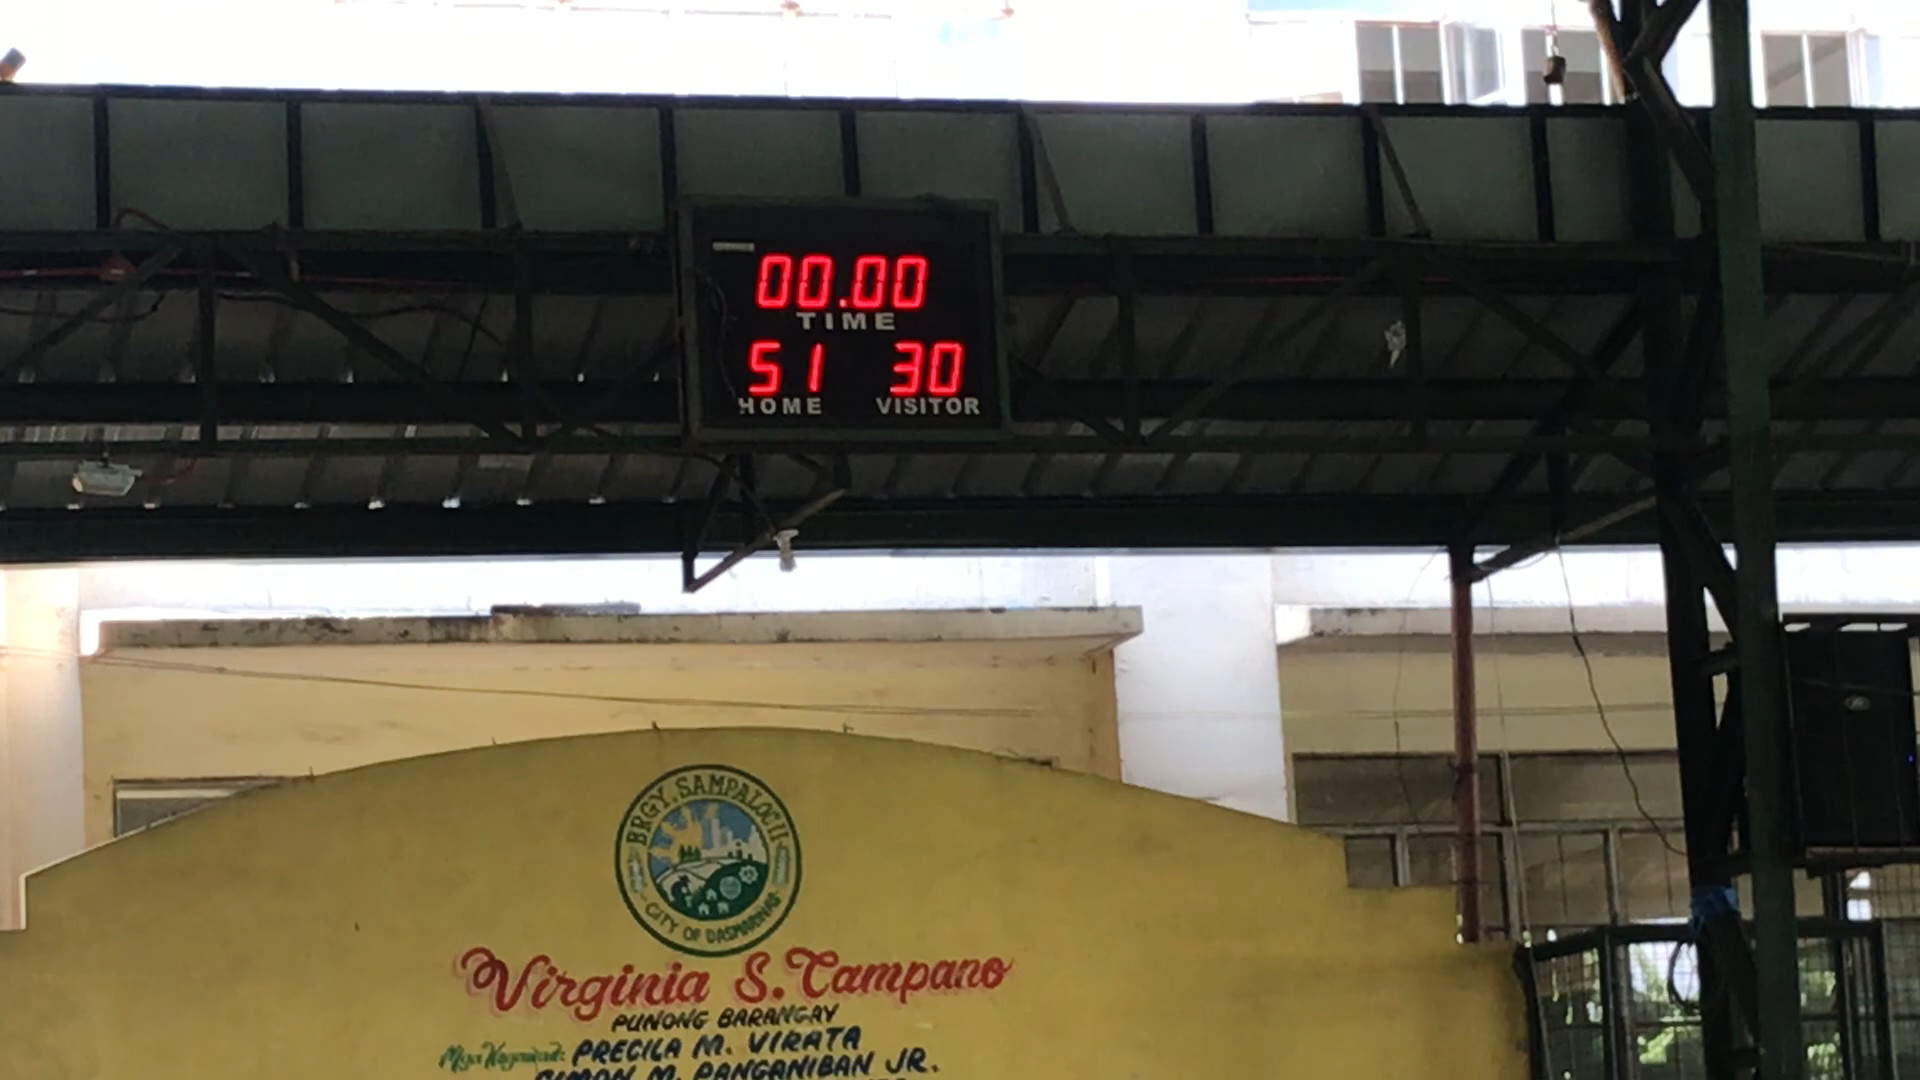 00.00
TIME
51 30
HOME VISITOR
BRGY. SAMPALOC II
CITY OF DASMARIÑAS
Virginia S. Campano
PUNONG BARANGAY
Mga Kagawad: PRECILA M. VIRATA
SIMON M. PANGANIBAN JR.